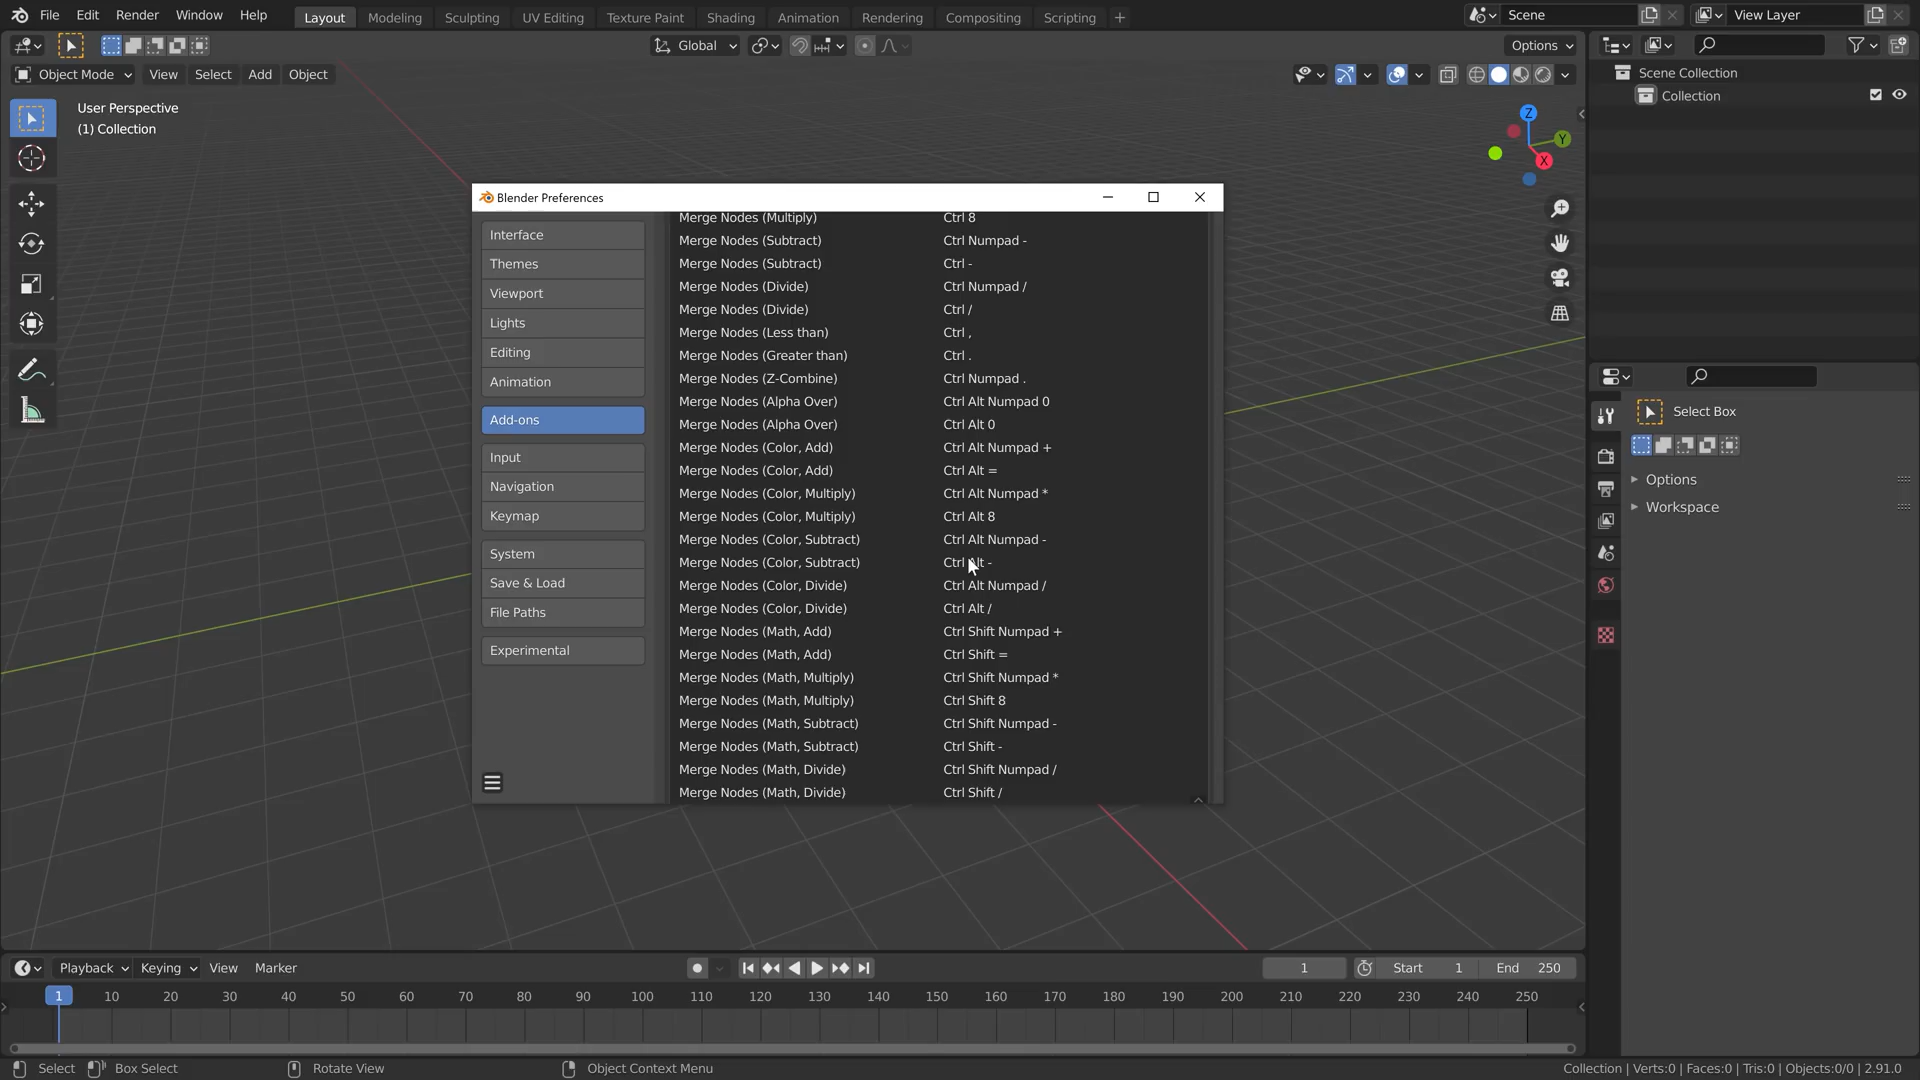 File Edit Render Window Help Layout Modeling Sculpting UV Editing Texture Paint Shading Animation Rendering Compositing Scripting + Scene View Layer
Global Options
Object Mode View Select Add Object
User Perspective
(1) Collection
Z
Y
X
Scene Collection
Collection
Select Box
Options
Workspace
Blender Preferences
Interface
Themes
Viewport
Lights
Editing
Animation
Add-ons
Input
Navigation
Keymap
System
Save & Load
File Paths
Experimental
Merge Nodes (Multiply) Ctrl 8
Merge Nodes (Subtract) Ctrl Numpad -
Merge Nodes (Subtract) Ctrl -
Merge Nodes (Divide) Ctrl Numpad /
Merge Nodes (Divide) Ctrl /
Merge Nodes (Less than) Ctrl ,
Merge Nodes (Greater than) Ctrl .
Merge Nodes (Z-Combine) Ctrl Numpad .
Merge Nodes (Alpha Over) Ctrl Alt Numpad 0
Merge Nodes (Alpha Over) Ctrl Alt 0
Merge Nodes (Color, Add) Ctrl Alt Numpad +
Merge Nodes (Color, Add) Ctrl Alt =
Merge Nodes (Color, Multiply) Ctrl Alt Numpad *
Merge Nodes (Color, Multiply) Ctrl Alt 8
Merge Nodes (Color, Subtract) Ctrl Alt Numpad -
Merge Nodes (Color, Subtract) Ctrl Alt -
Merge Nodes (Color, Divide) Ctrl Alt Numpad /
Merge Nodes (Color, Divide) Ctrl Alt /
Merge Nodes (Math, Add) Ctrl Shift Numpad +
Merge Nodes (Math, Add) Ctrl Shift =
Merge Nodes (Math, Multiply) Ctrl Shift Numpad *
Merge Nodes (Math, Multiply) Ctrl Shift 8
Merge Nodes (Math, Subtract) Ctrl Shift Numpad -
Merge Nodes (Math, Subtract) Ctrl Shift -
Merge Nodes (Math, Divide) Ctrl Shift Numpad /
Merge Nodes (Math, Divide) Ctrl Shift /
Playback Keying View Marker 1 Start 1 End 250
1 10 20 30 40 50 60 70 80 90 100 110 120 130 140 150 160 170 180 190 200 210 220 230 240 250
Select Box Select Rotate View Object Context Menu Collection | Verts:0 | Faces:0 | Tris:0 | Objects:0/0 | 2.91.0